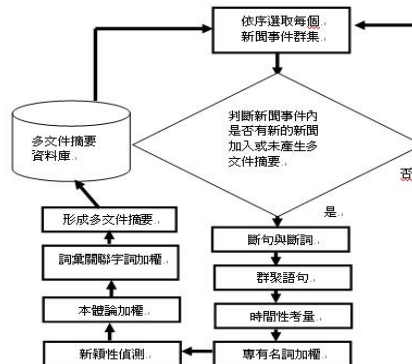 依序選取每個
新聞事件群集
判斷新聞事件內
是否有新的新聞
加入或未產生多
文件摘要
否
是
多文件摘要
資料庫
斷句與斷詞
群聚語句
時間性考量
專有名詞加權
新穎性偵測
本體論加權
詞彙關聯字詞加權
形成多文件摘要